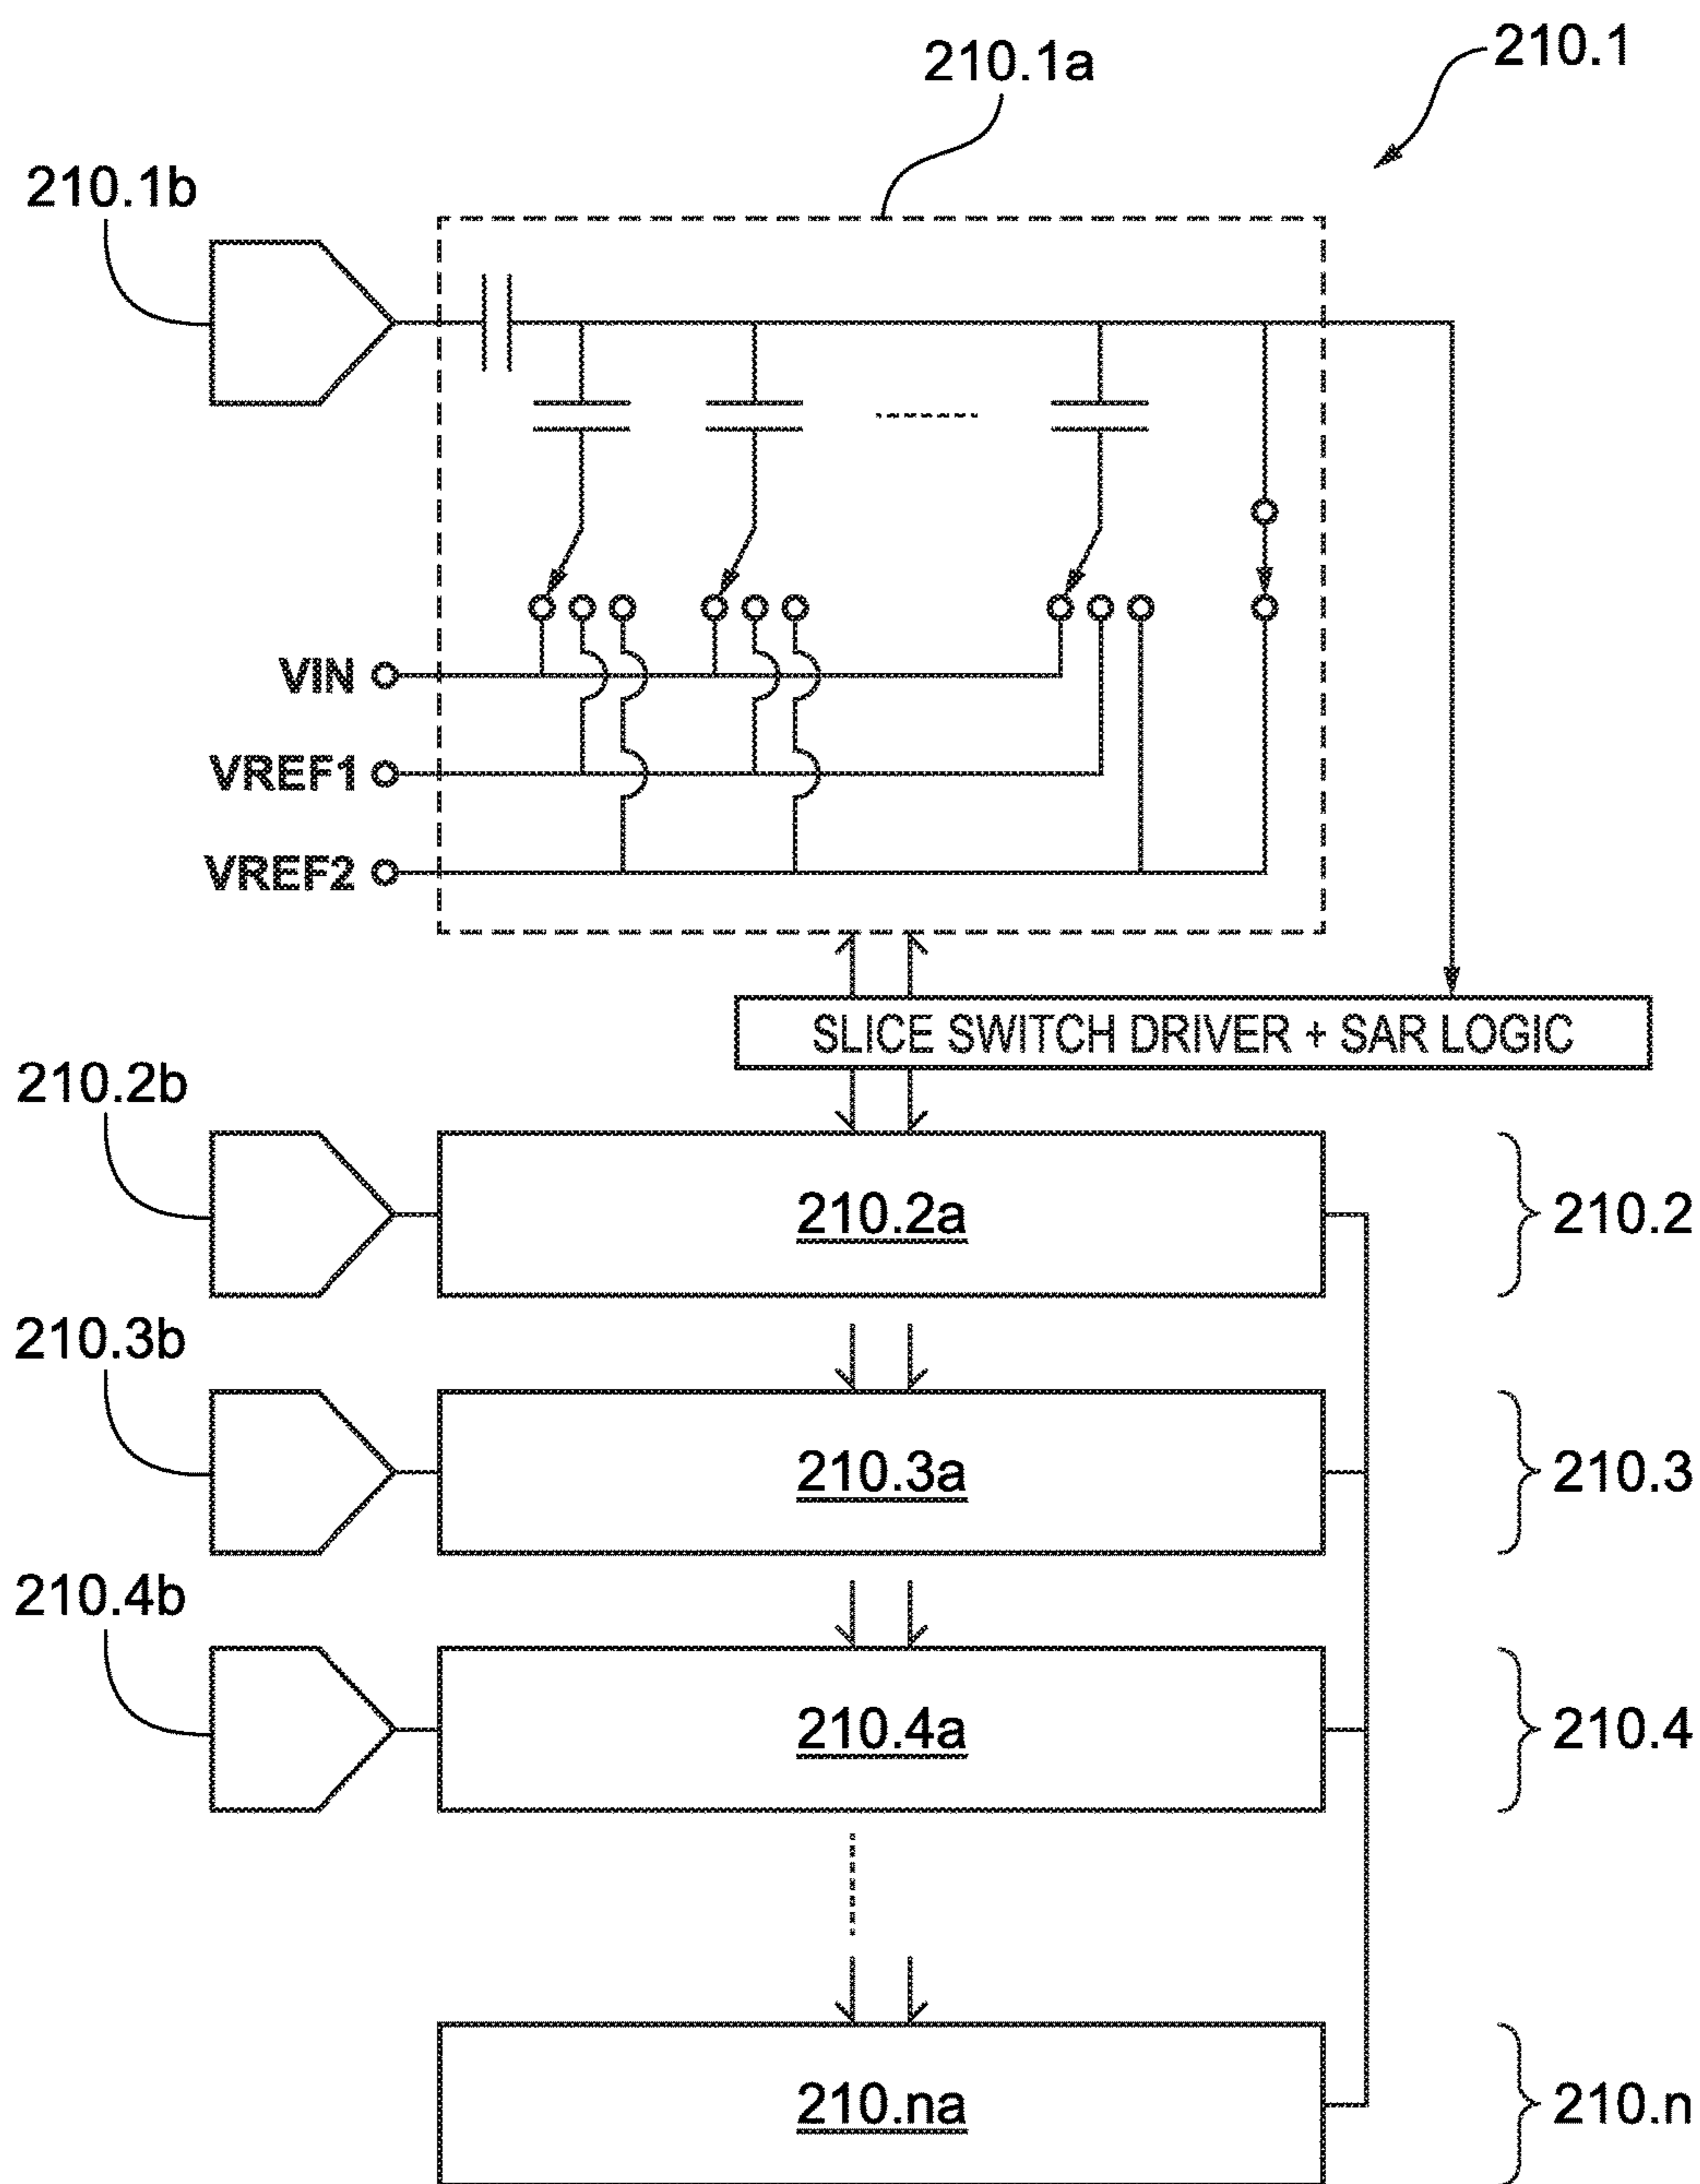 210.1
210.1a
210.1b
VIN
VREF1
VREF2
SLICE SWITCH DRIVER + SAR LOGIC
210.2b
210.2a
210.2
210.3b
210.3a
210.3
210.4b
210.4a
210.4
210.na
210.n